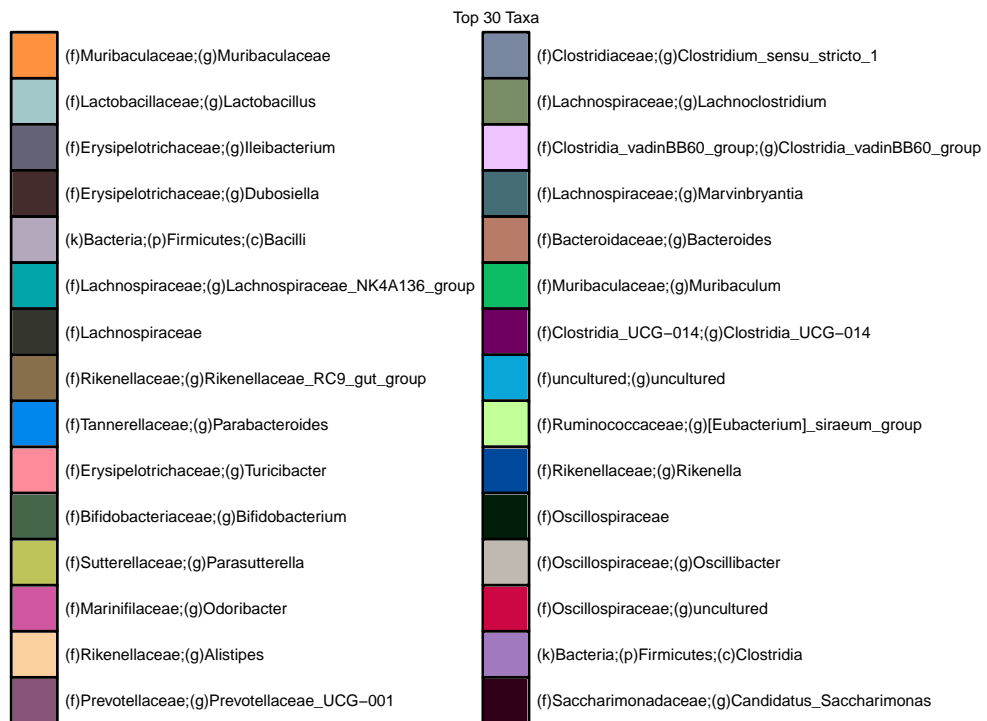 Top 30 Taxa
(f)Muribaculaceae;(g)Muribaculaceae
(f)Lactobacillaceae;(g)Lactobacillus
(f)Erysipelotrichaceae;(g)Ileibacterium
(f)Erysipelotrichaceae;(g)Dubosiella
(k)Bacteria;(p)Firmicutes;(c)Bacilli
(f)Lachnospiraceae;(g)Lachnospiraceae_NK4A136_group
(f)Lachnospiraceae
(f)Rikenellaceae;(g)Rikenellaceae_RC9_gut_group
(f)Tannerellaceae;(g)Parabacteroides
(f)Erysipelotrichaceae;(g)Turicibacter
(f)Bifidobacteriaceae;(g)Bifidobacterium
(f)Sutterellaceae;(g)Parasutterella
(f)Marinifilaceae;(g)Odoribacter
(f)Rikenellaceae;(g)Alistipes
(f)Prevotellaceae;(g)Prevotellaceae_UCG−001
(f)Clostridiaceae;(g)Clostridium_sensu_stricto_1
(f)Lachnospiraceae;(g)Lachnoclostridium
(f)Clostridia_vadinBB60_group;(g)Clostridia_vadinBB60_group
(f)Lachnospiraceae;(g)Marvinbryantia
(f)Bacteroidaceae;(g)Bacteroides
(f)Muribaculaceae;(g)Muribaculum
(f)Clostridia_UCG−014;(g)Clostridia_UCG−014
(f)uncultured;(g)uncultured
(f)Ruminococcaceae;(g)[Eubacterium]_siraeum_group
(f)Rikenellaceae;(g)Rikenella
(f)Oscillospiraceae
(f)Oscillospiraceae;(g)Oscillibacter
(f)Oscillospiraceae;(g)uncultured
(k)Bacteria;(p)Firmicutes;(c)Clostridia
(f)Saccharimonadaceae;(g)Candidatus_Saccharimonas